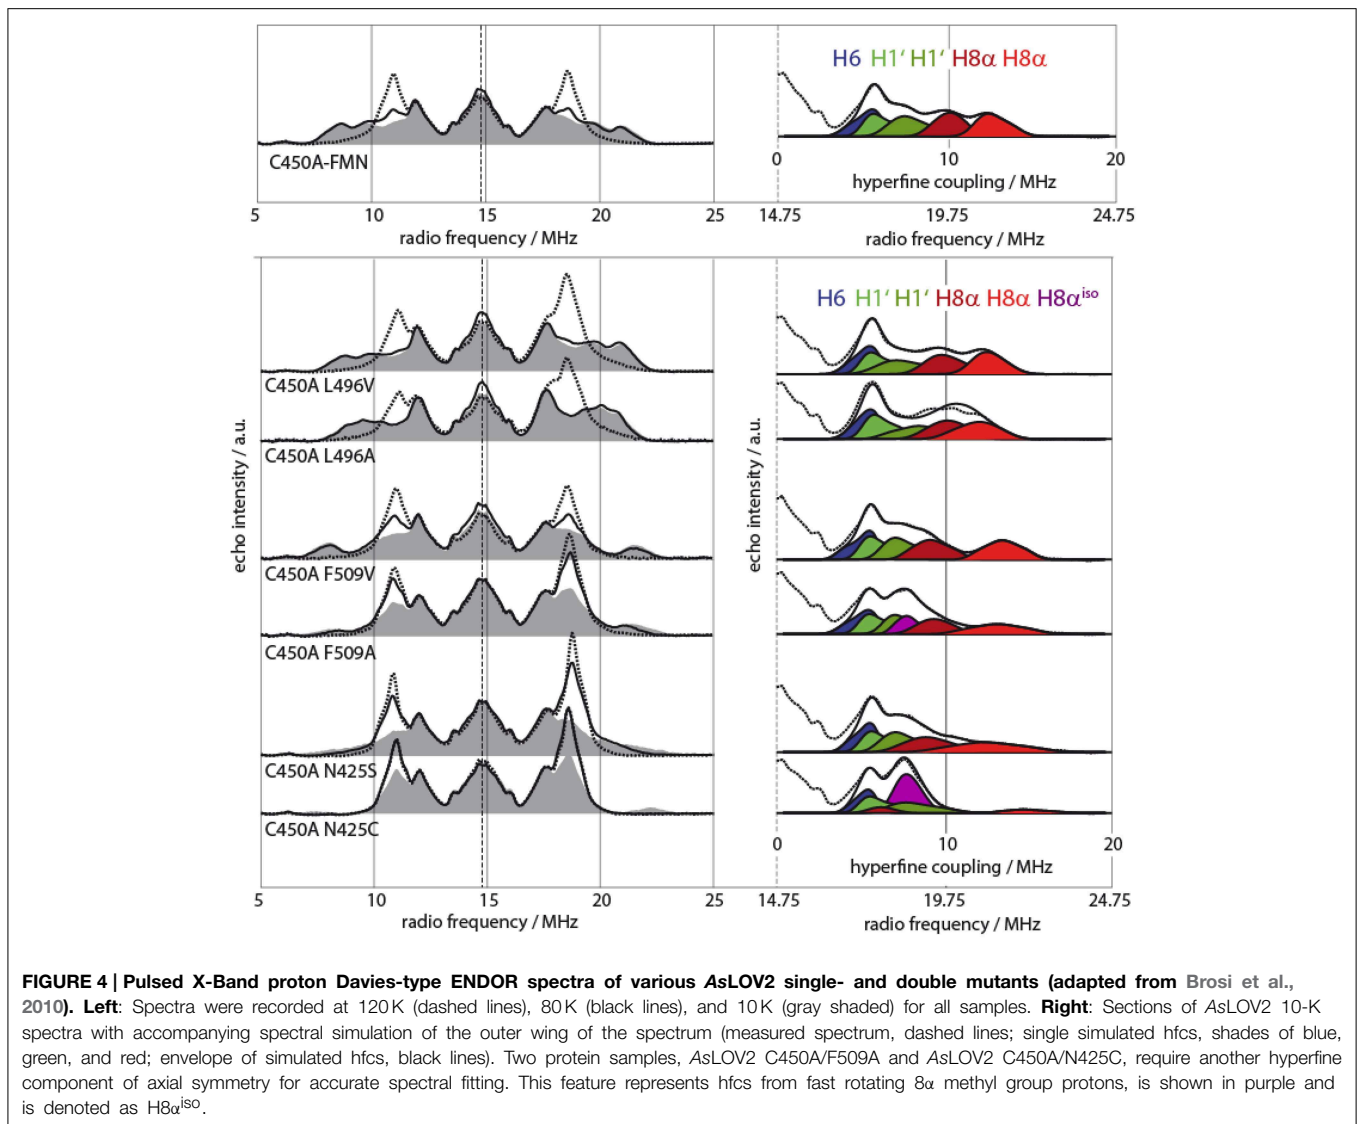 H6 H1‘ H1‘ H8α H8α
C450A-FMN
0 10 20
hyperfine coupling / MHz
5 10 15 20 25 14.75 19.75 24.75
radio frequency / MHz radio frequency / MHz
H6 H1‘ H1‘ H8α H8α H8αiso
C450A L496V
C450A L496A
echo intensity / a.u. echo intensity / a.u.
C450A F509V
C450A F509A
C450A N425S
C450A N425C
0 10 20
hyperfine coupling / MHz
5 10 15 20 25 14.75 19.75 24.75
radio frequency / MHz radio frequency / MHz
FIGURE 4 | Pulsed X-Band proton Davies-type ENDOR spectra of various AsLOV2 single- and double mutants (adapted from Brosi et al.,
2010). Left: Spectra were recorded at 120 K (dashed lines), 80 K (black lines), and 10 K (gray shaded) for all samples. Right: Sections of AsLOV2 10-K
spectra with accompanying spectral simulation of the outer wing of the spectrum (measured spectrum, dashed lines; single simulated hfcs, shades of blue,
green, and red; envelope of simulated hfcs, black lines). Two protein samples, AsLOV2 C450A/F509A and AsLOV2 C450A/N425C, require another hyperfine
component of axial symmetry for accurate spectral fitting. This feature represents hfcs from fast rotating 8α methyl group protons, is shown in purple and
is denoted as H8αiso.